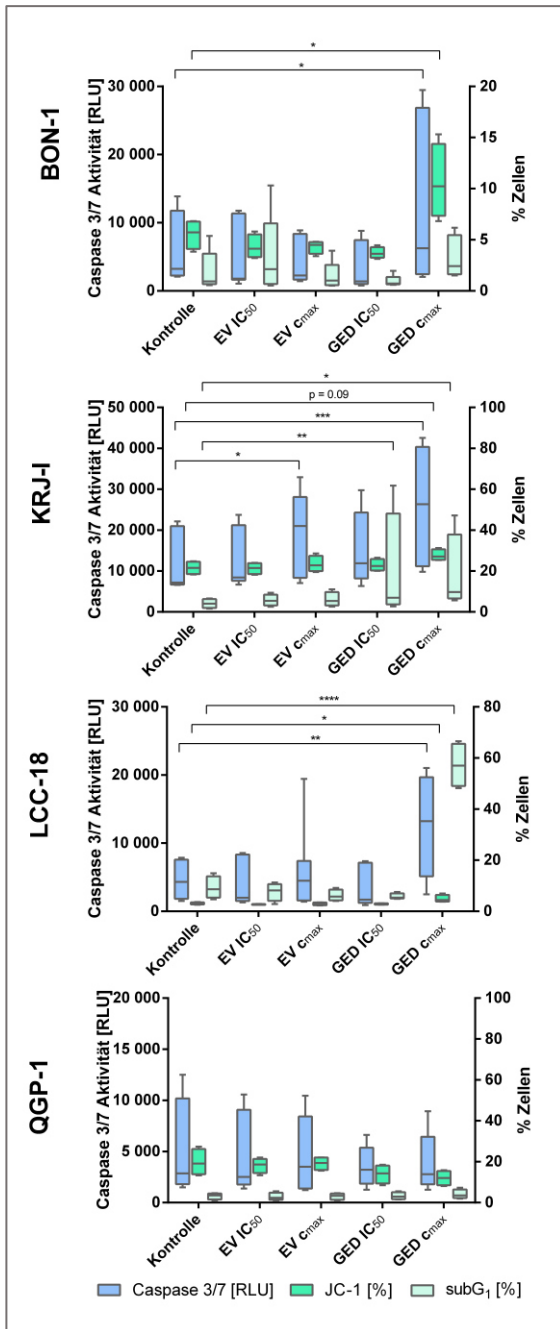 BON-1
Caspase 3/7 Aktivität [RLU]
% Zellen
*
*
30 000
20 000
10 000
0
20
15
10
5
0
Kontrolle
EV IC50
EV cmax
GED IC50
GED cmax
KRJ-I
Caspase 3/7 Aktivität [RLU]
% Zellen
*
p = 0.09
***
**
*
50 000
40 000
30 000
20 000
10 000
0
100
80
60
40
20
0
Kontrolle
EV IC50
EV cmax
GED IC50
GED cmax
LCC-18
Caspase 3/7 Aktivität [RLU]
% Zellen
****
*
**
30 000
20 000
10 000
0
80
60
40
20
0
Kontrolle
EV IC50
EV cmax
GED IC50
GED cmax
QGP-1
Caspase 3/7 Aktivität [RLU]
% Zellen
20 000
15 000
10 000
5 000
0
100
80
60
40
20
0
Kontrolle
EV IC50
EV cmax
GED IC50
GED cmax
Caspase 3/7 [RLU] JC-1 [%] subG1 [%]